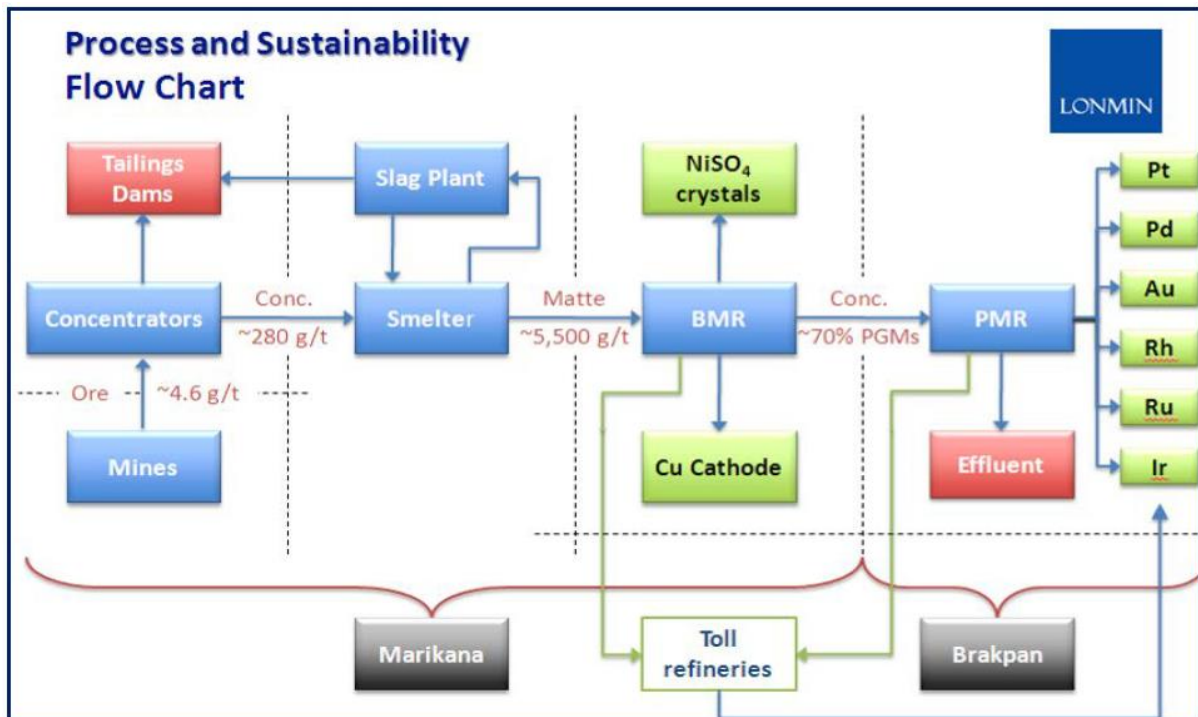 Process and Sustainability
Flow Chart
LONMIN
Tailings
Dams
Slag Plant
NiSO₄
crystals
Pt
Pd
Concentrators
Conc.
~280 g/t
Smelter
Matte
~5,500 g/t
BMR
Conc.
~70% PGMs
PMR
Au
Rh
Ore
~4.6 g/t
Mines
Cu Cathode
Effluent
Ru
Ir
Marikana
Toll
refineries
Brakpan